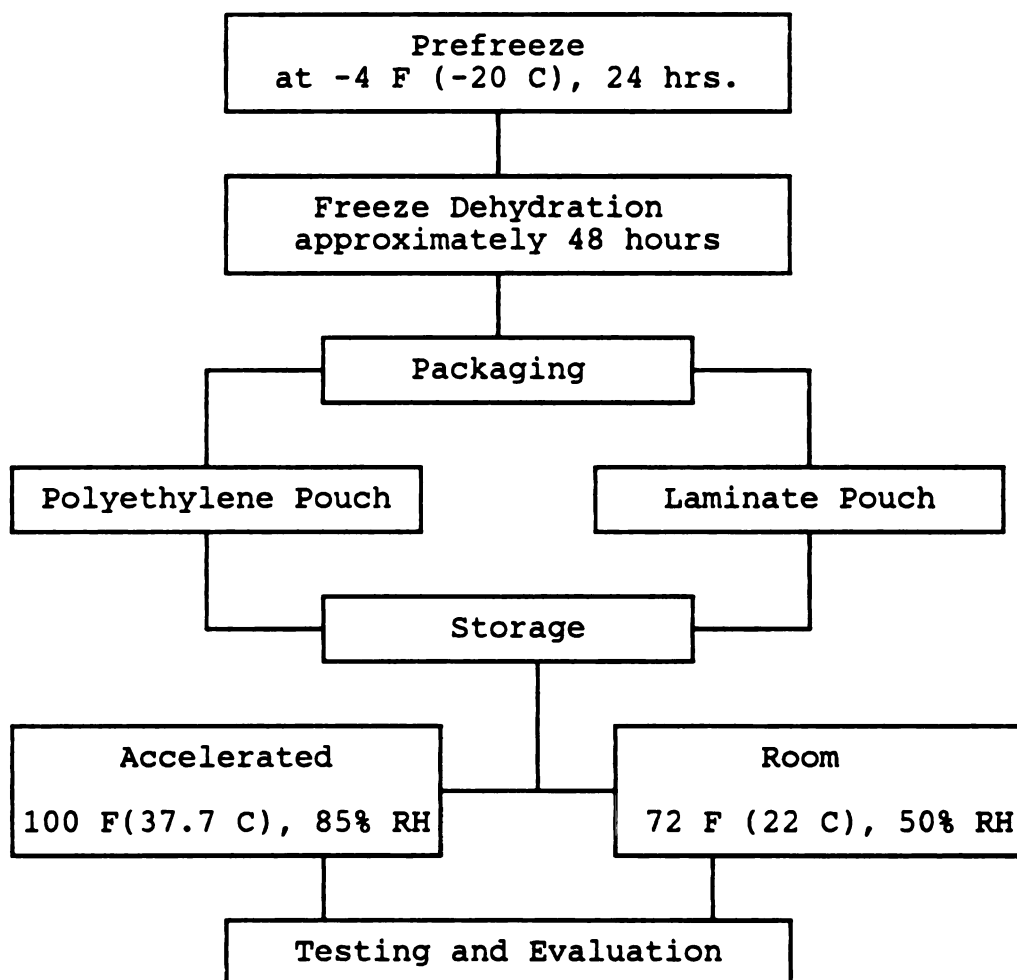 Prefreeze
at -4 F (-20 C), 24 hrs.
Freeze Dehydration
approximately 48 hours
Packaging
Polyethylene Pouch
Laminate Pouch
Storage
Accelerated
100 F(37.7 C), 85% RH
Room
72 F (22 C), 50% RH
Testing and Evaluation